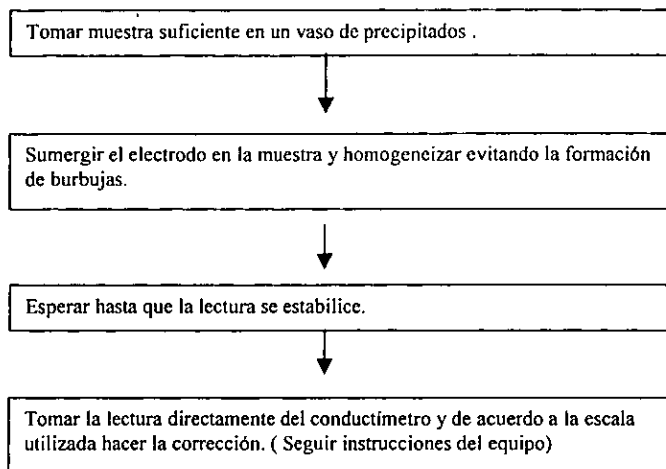 Tomar muestra suficiente en un vaso de precipitados .
Sumergir el electrodo en la muestra y homogeneizar evitando la formación
de burbujas.
Esperar hasta que la lectura se estabilice.
Tomar la lectura directamente del conductímetro y de acuerdo a la escala
utilizada hacer la corrección. ( Seguir instrucciones del equipo)